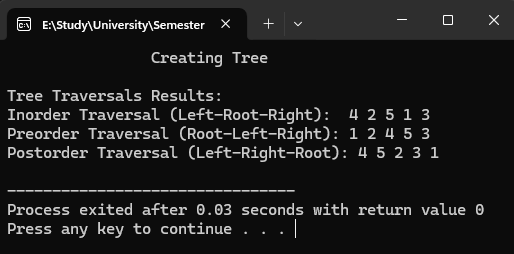 E:\Study\University\Semester
Creating Tree
Tree Traversals Results:
Inorder Traversal (Left-Root-Right):  4 2 5 1 3
Preorder Traversal (Root-Left-Right): 1 2 4 5 3
Postorder Traversal (Left-Right-Root): 4 5 2 3 1
--------------------------------
Process exited after 0.03 seconds with return value 0
Press any key to continue . . .